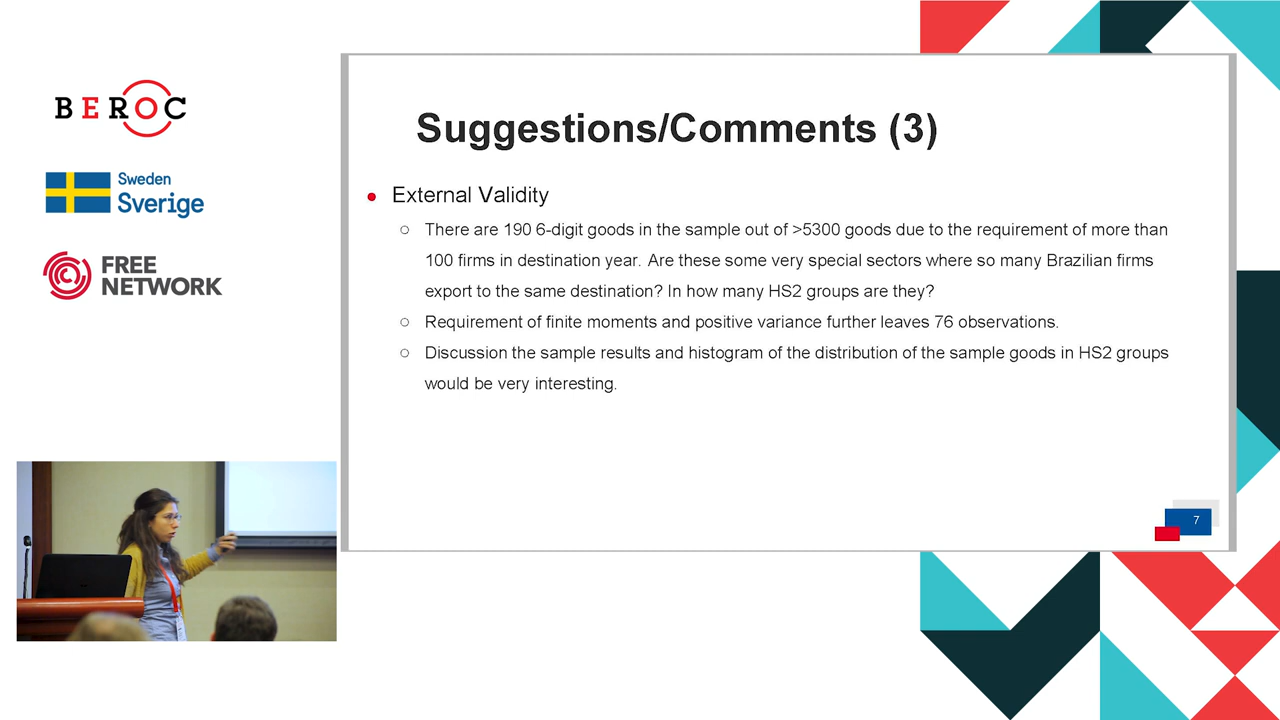 BEROC
Sweden
Sverige
FREE
NETWORK
Suggestions/Comments (3)
External Validity
There are 190 6-digit goods in the sample out of >5300 goods due to the requirement of more than
100 firms in destination year. Are these some very special sectors where so many Brazilian firms
export to the same destination? In how many HS2 groups are they?
Requirement of finite moments and positive variance further leaves 76 observations.
Discussion the sample results and histogram of the distribution of the sample goods in HS2 groups
would be very interesting.
7